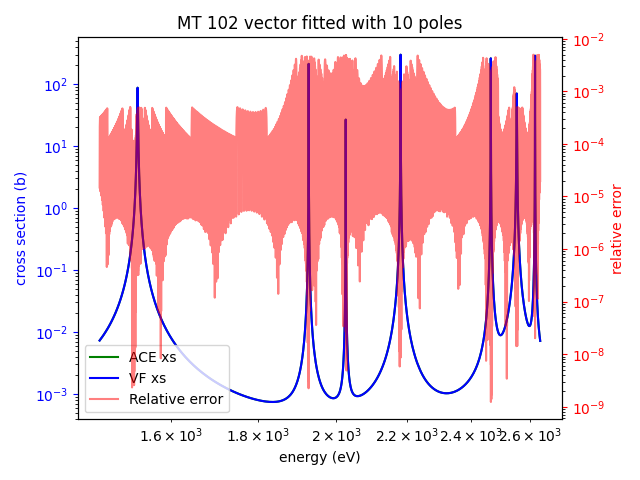 MT 102 vector fitted with 10 poles
cross section (b)
10²
10¹
10⁰
10⁻¹
10⁻²
10⁻³
10⁻²
10⁻³
10⁻⁴
10⁻⁵
10⁻⁶
10⁻⁷
10⁻⁸
10⁻⁹
relative error
ACE xs
VF xs
Relative error
1.6 × 10³ 1.8 × 10³ 2 × 10³ 2.2 × 10³ 2.4 × 10³ 2.6 × 10³
energy (eV)